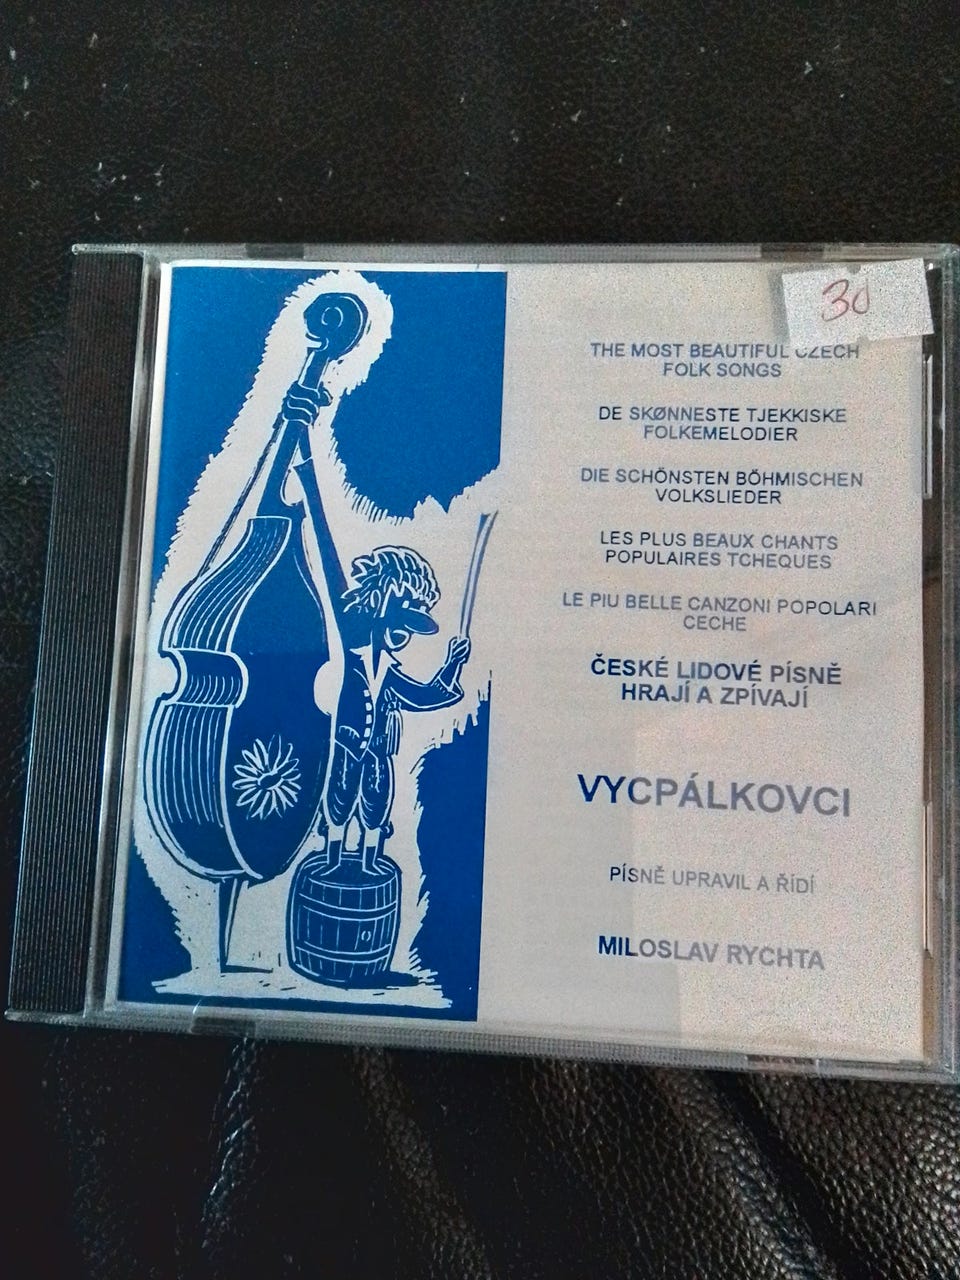 30
THE MOST BEAUTIFUL CZECH
FOLK SONGS
DE SKØNNESTE TJEKKISKE
FOLKEMELODIER
DIE SCHÖNSTEN BÖHMISCHEN
VOLKSLIEDER
LES PLUS BEAUX CHANTS
POPULAIRES TCHEQUES
LE PIU BELLE CANZONI POPOLARI
CECHE
ČESKÉ LIDOVÉ PÍSNĚ
HRAJÍ A ZPÍVAJÍ
VYCPÁLKOVCI
PÍSNĚ UPRAVIL A ŘÍDÍ
MILOSLAV RYCHTA